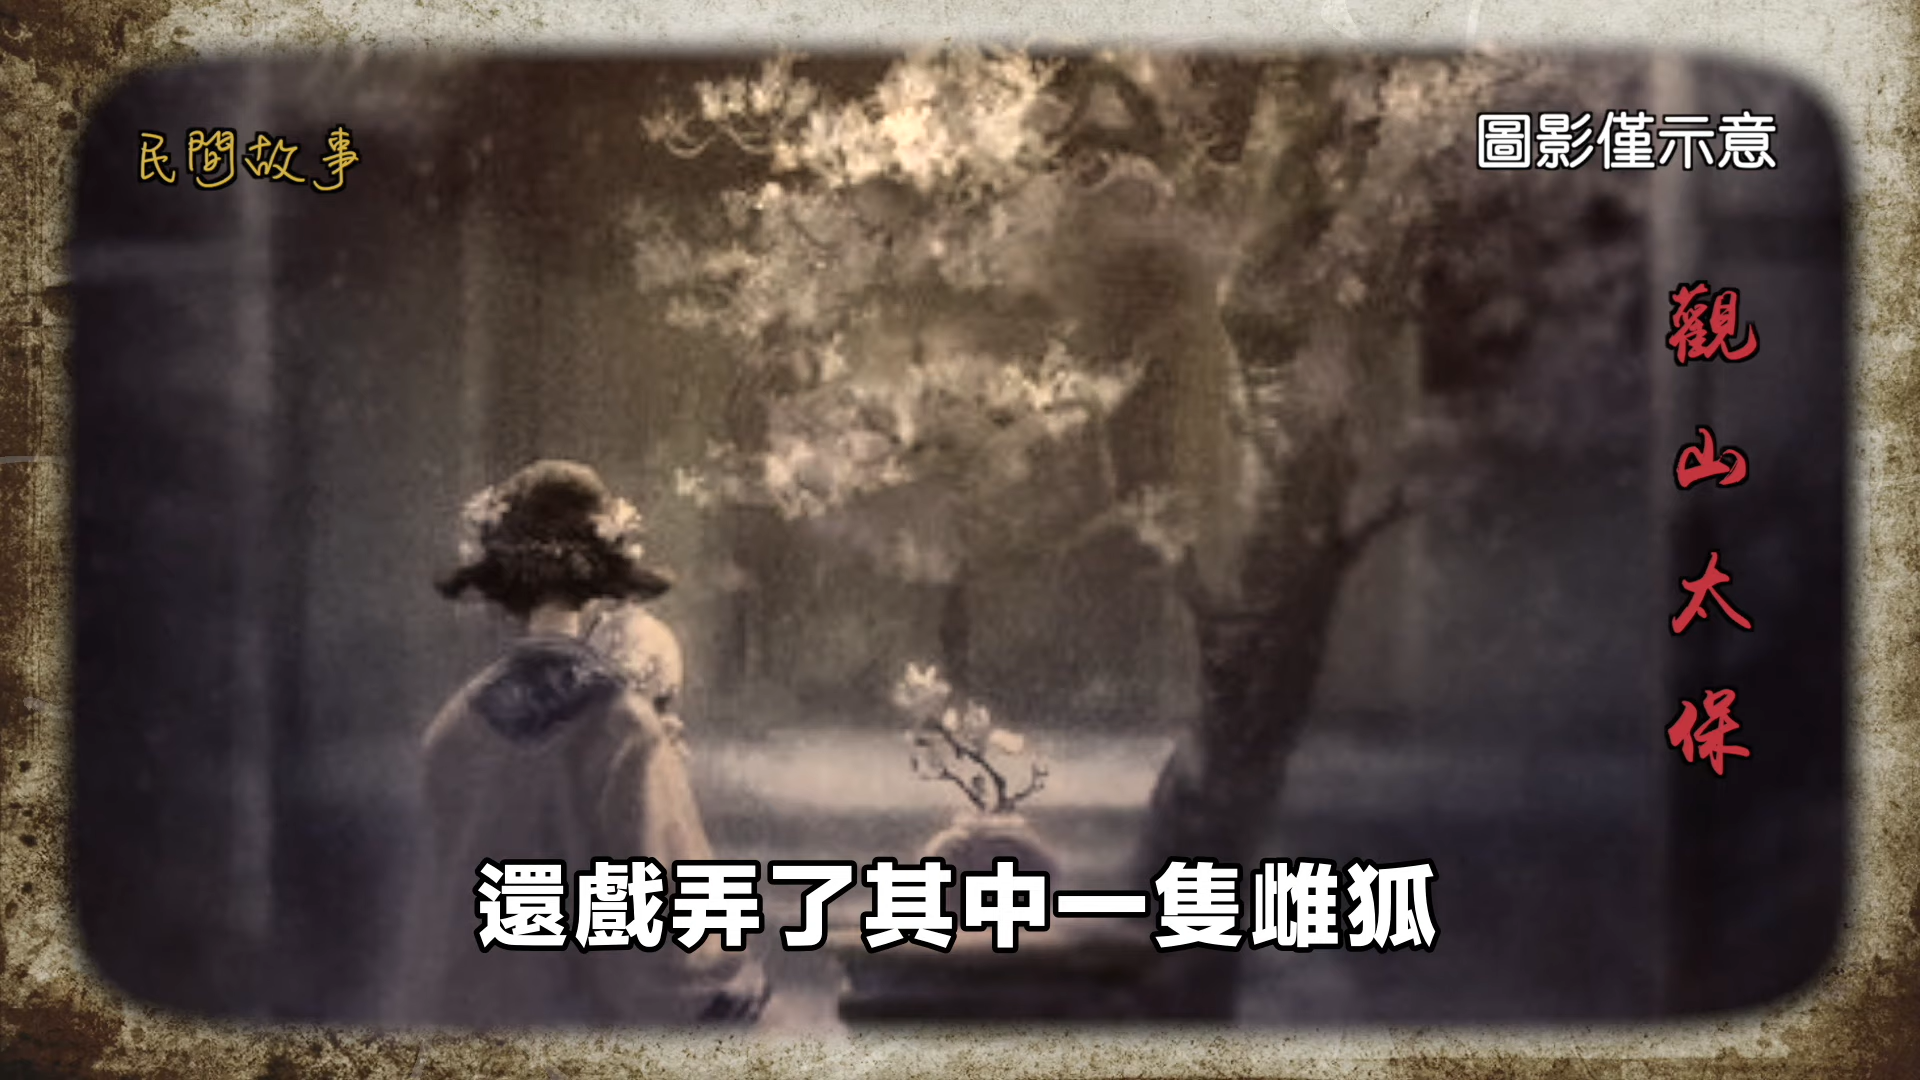 民間故事
圖影僅示意
觀山太保
還戲弄了其中一隻雌狐